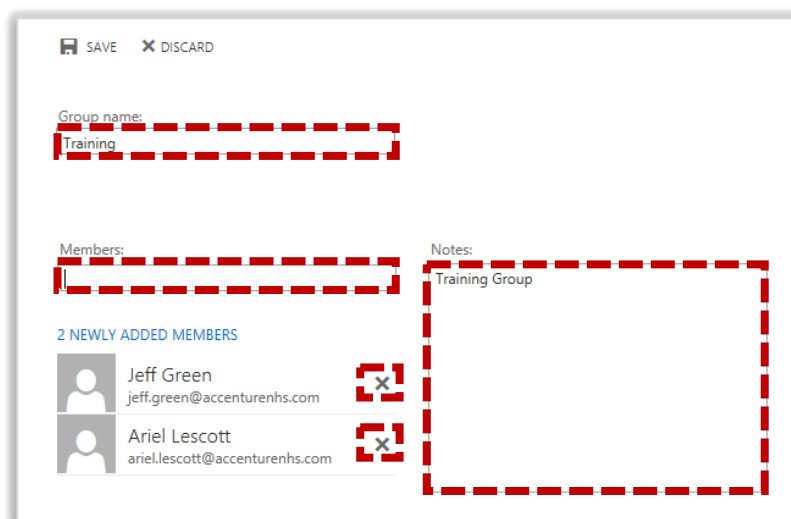 SAVE ✕ DISCARD
Group name:
Training
Members:
Notes:
Training Group
2 NEWLY ADDED MEMBERS
Jeff Green
jeff.green@accenturenhs.com
Ariel Lescott
ariel.lescott@accenturenhs.com